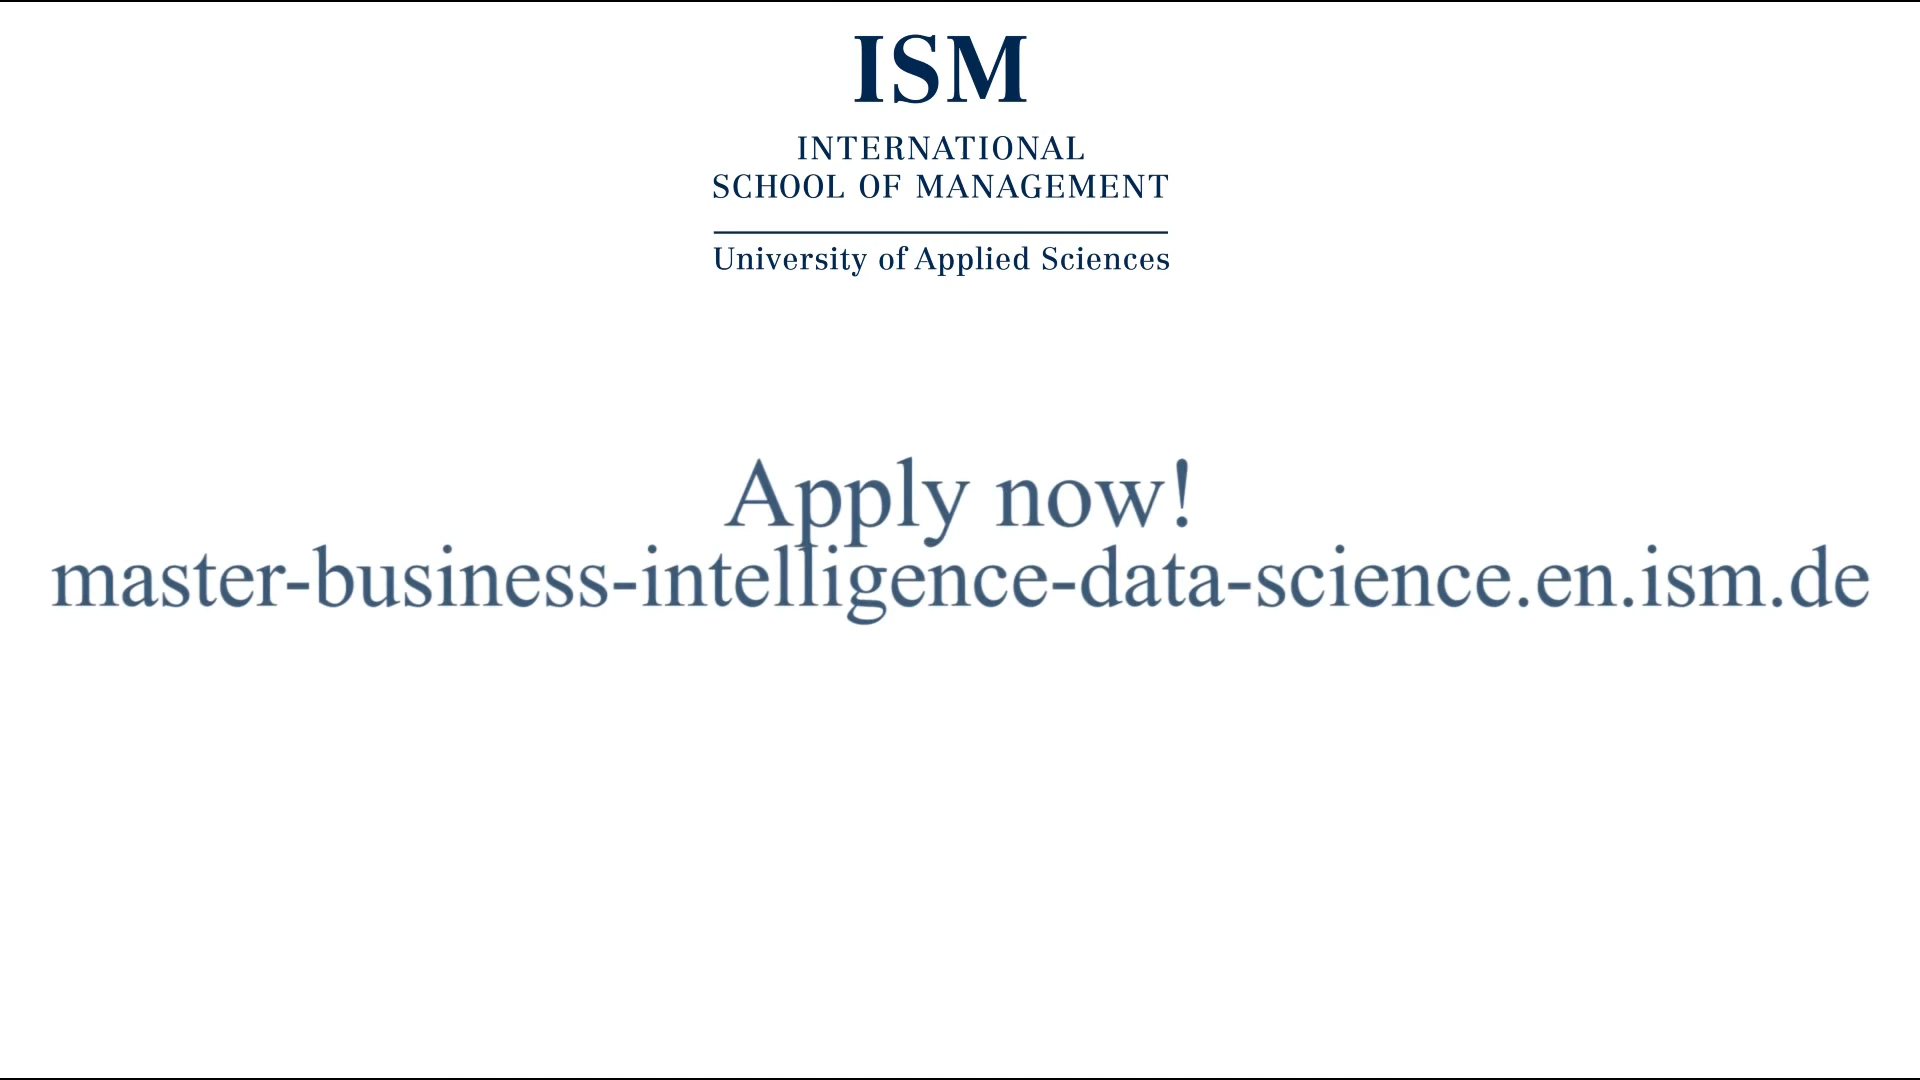 ISM
INTERNATIONAL
SCHOOL OF MANAGEMENT
University of Applied Sciences
Apply now!
master-business-intelligence-data-science.en.ism.de